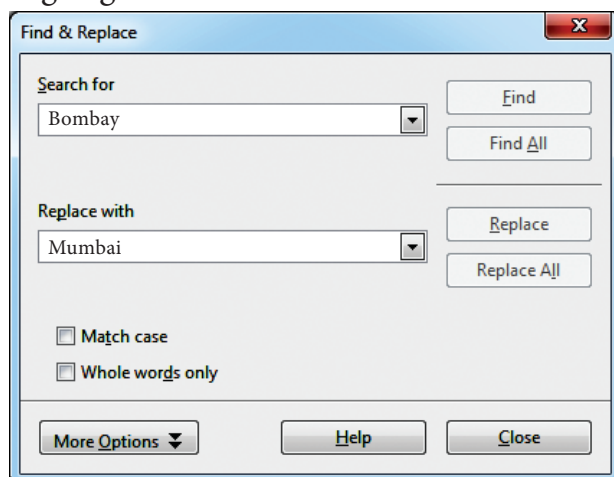 Find & Replace
Search for
Bombay
Find
Find All
Replace with
Mumbai
Replace
Replace All
Match case
Whole words only
More Options
Help
Close